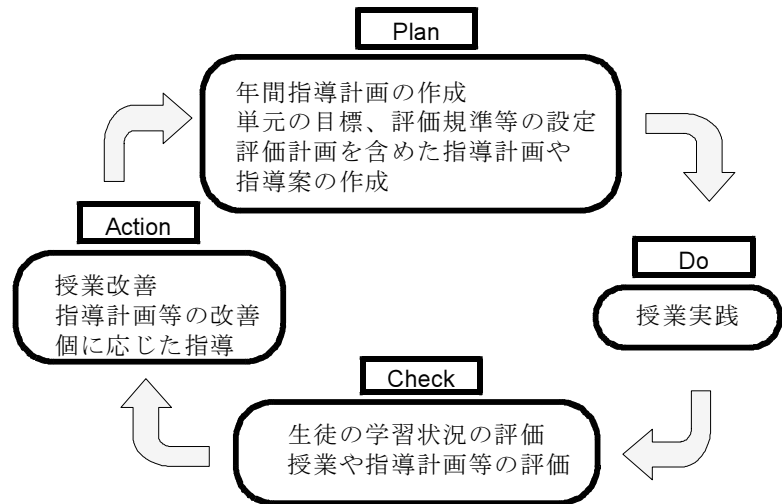 Plan
年間指導計画の作成
単元の目標、評価規準等の設定
評価計画を含めた指導計画や
指導案の作成
Do
授業実践
Check
生徒の学習状況の評価
授業や指導計画等の評価
Action
授業改善
指導計画等の改善
個に応じた指導